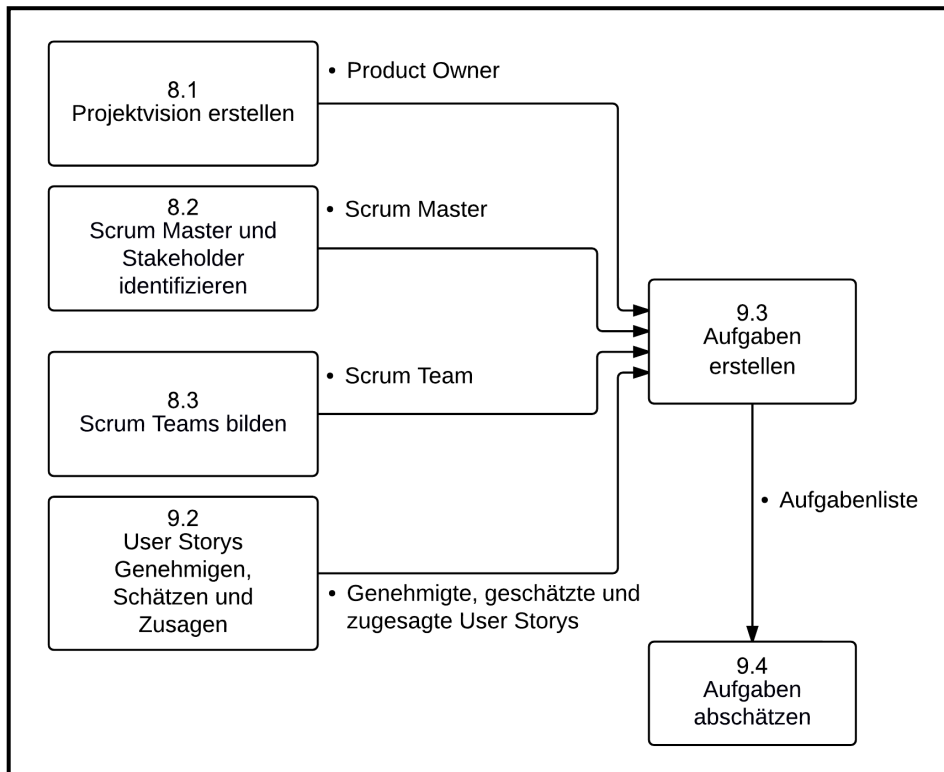 8.1
Projektvision erstellen
• Product Owner
8.2
Scrum Master und
Stakeholder
identifizieren
• Scrum Master
8.3
Scrum Teams bilden
• Scrum Team
9.2
User Storys
Genehmigen,
Schätzen und
Zusagen
• Genehmigte, geschätzte und
zugesagte User Storys
9.3
Aufgaben
erstellen
• Aufgabenliste
9.4
Aufgaben
abschätzen